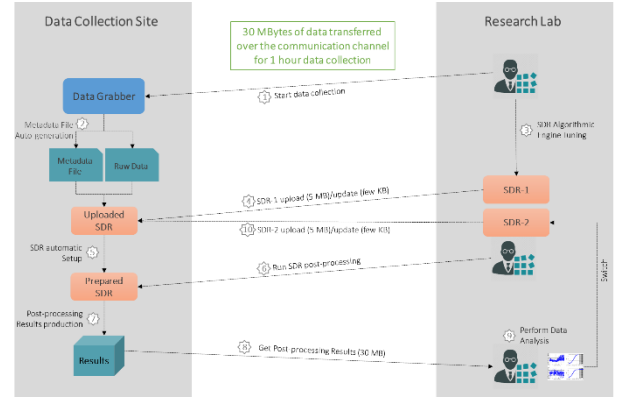 Data Collection Site
30 MBytes of data transferred
over the communication channel
for 1 hour data collection
Research Lab
Data Grabber
1 Start data collection
Metadata File 2
Auto-generation
3 SDR Algorithmic
Engine Tuning
Metadata
File
Raw Data
4 SDR-1 upload (5 MB)/update (few KB)
SDR-1
Uploaded
SDR
10 SDR-2 upload (5 MB)/update (few KB)
SDR-2
SDR automatic
Setup
5
6 Run SDR post-processing
Switch
Prepared
SDR
Post-processing
Results production
7
8 Get Post-processing Results (30 MB)
9 Perform Data
Analysis
Results